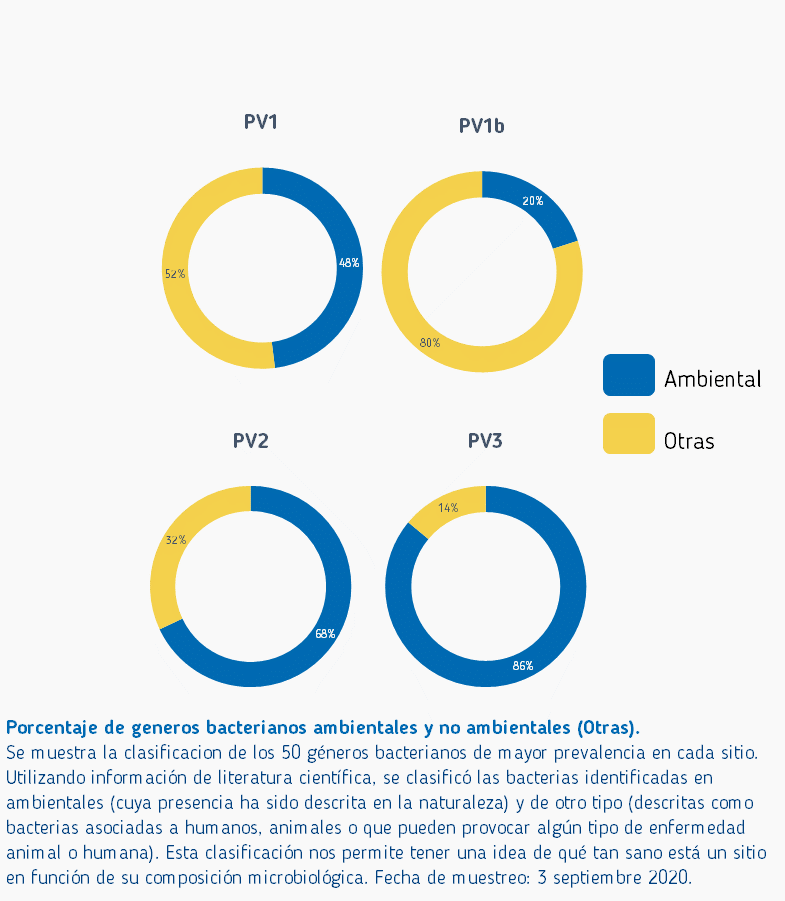 PV1
PV1b
20%
48%
52%
80%
Ambiental
Otras
PV2
PV3
14%
32%
68%
86%
Porcentaje de generos bacterianos ambientales y no ambientales (Otras).
Se muestra la clasificacion de los 50 géneros bacterianos de mayor prevalencia en cada sitio.
Utilizando información de literatura científica, se clasificó las bacterias identificadas en
ambientales (cuya presencia ha sido descrita en la naturaleza) y de otro tipo (descritas como
bacterias asociadas a humanos, animales o que pueden provocar algún tipo de enfermedad
animal o humana). Esta clasificación nos permite tener una idea de qué tan sano está un sitio
en función de su composición microbiológica. Fecha de muestreo: 3 septiembre 2020.